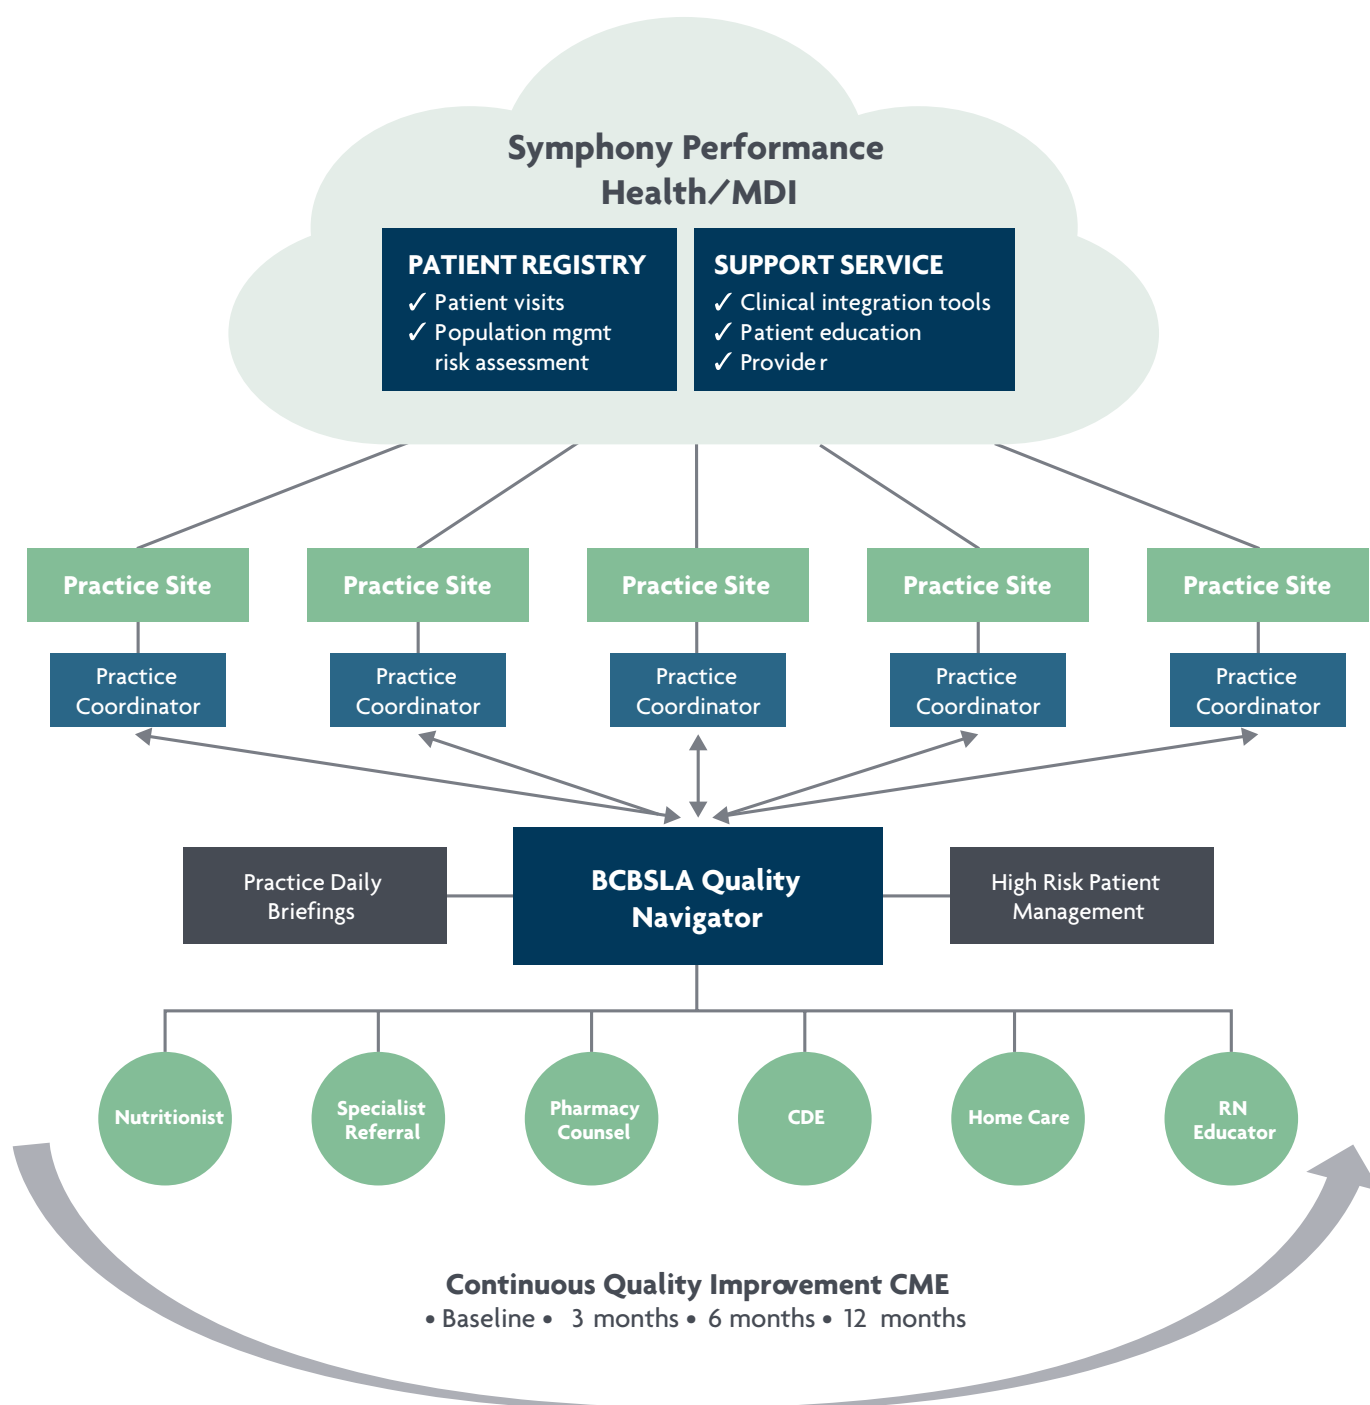 Symphony Performance
Health/MDI
PATIENT REGISTRY
✓ Patient visits
✓ Population mgmt
risk assessment
SUPPORT SERVICE
✓ Clinical integration tools
✓ Patient education
✓ Provider
Practice Site
Practice Site
Practice Site
Practice Site
Practice Site
Practice
Coordinator
Practice
Coordinator
Practice
Coordinator
Practice
Coordinator
Practice
Coordinator
Practice Daily
Briefings
BCBSLA Quality
Navigator
High Risk Patient
Management
Nutritionist
Specialist
Referral
Pharmacy
Counsel
CDE
Home Care
RN
Educator
Continuous Quality Improvement CME
• Baseline • 3 months • 6 months • 12 months